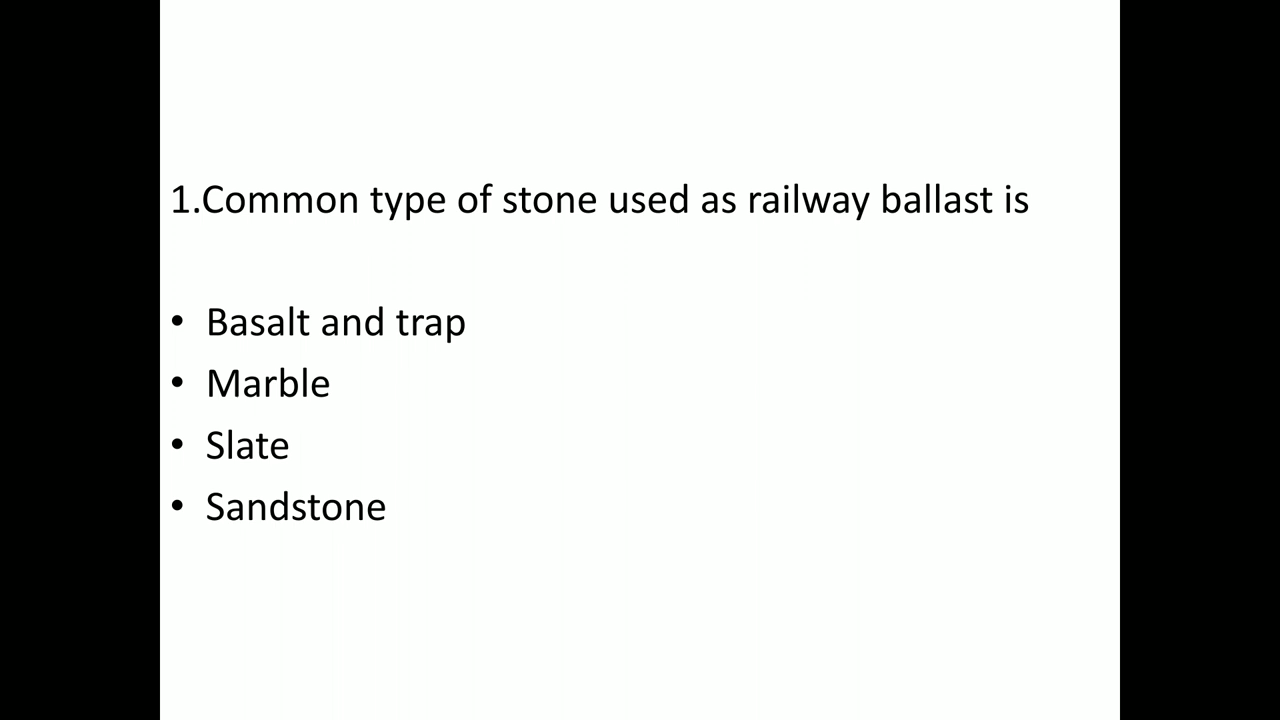 1.Common type of stone used as railway ballast is
• Basalt and trap
• Marble
• Slate
• Sandstone